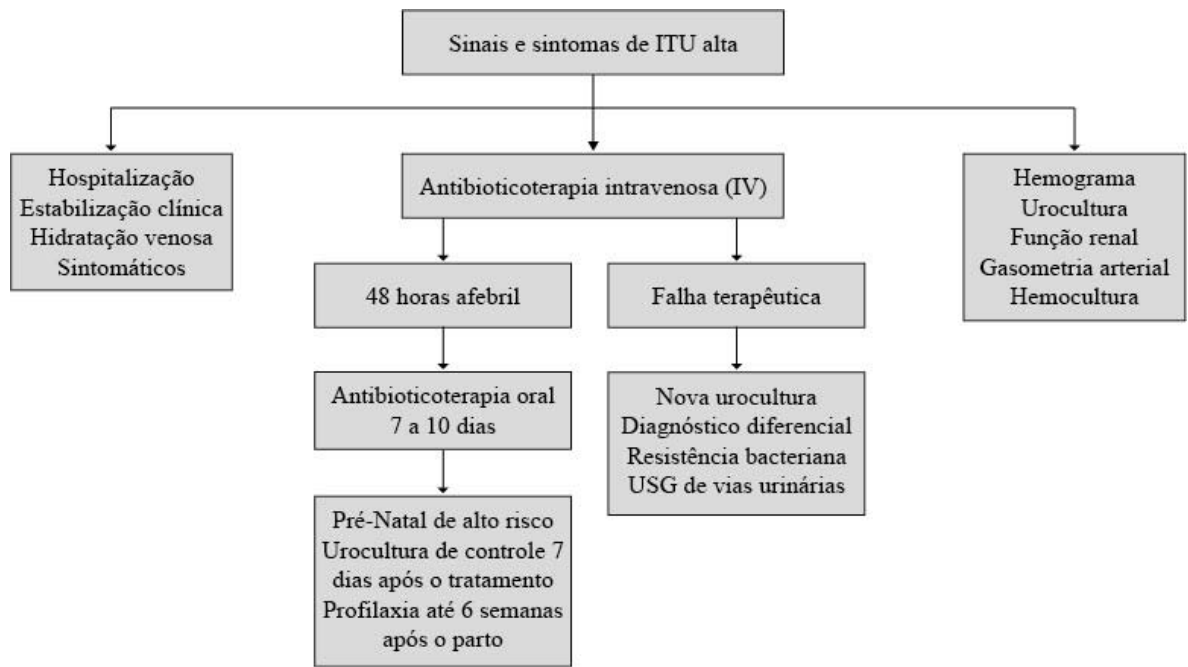 Sinais e sintomas de ITU alta
Hospitalização
Estabilização clínica
Hidratação venosa
Sintomáticos
Antibioticoterapia intravenosa (IV)
Hemograma
Urocultura
Função renal
Gasometria arterial
Hemocultura
48 horas afebril
Falha terapêutica
Antibioticoterapia oral
7 a 10 dias
Nova urocultura
Diagnóstico diferencial
Resistência bacteriana
USG de vias urinárias
Pré-Natal de alto risco
Urocultura de controle 7
dias após o tratamento
Profilaxia até 6 semanas
após o parto